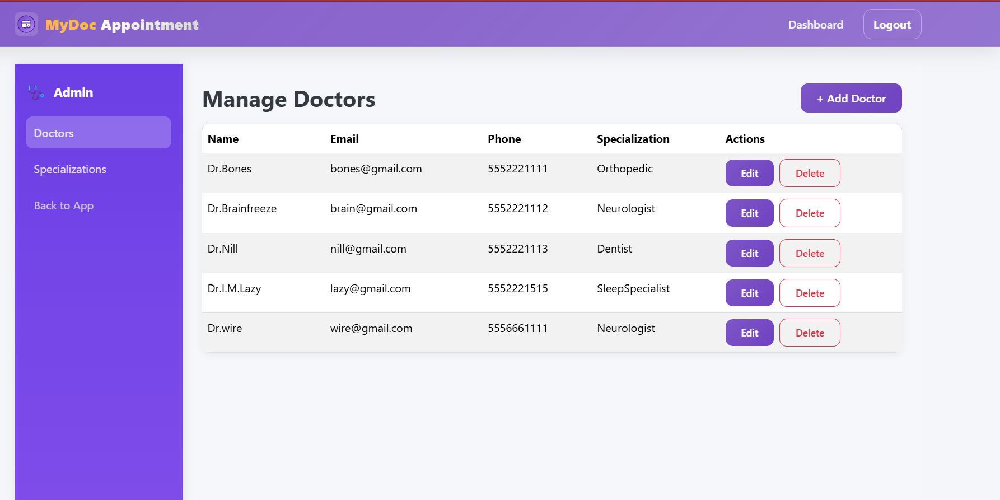 MyDoc Appointment
Dashboard
Logout
Admin
Doctors
Specializations
Back to App
Manage Doctors
+ Add Doctor
Name Email Phone Specialization Actions
Dr.Bones bones@gmail.com 5552221111 Orthopedic Edit Delete
Dr.Brainfreeze brain@gmail.com 5552221112 Neurologist Edit Delete
Dr.Nill nill@gmail.com 5552221113 Dentist Edit Delete
Dr.I.M.Lazy lazy@gmail.com 5552221515 SleepSpecialist Edit Delete
Dr.wire wire@gmail.com 5556661111 Neurologist Edit Delete